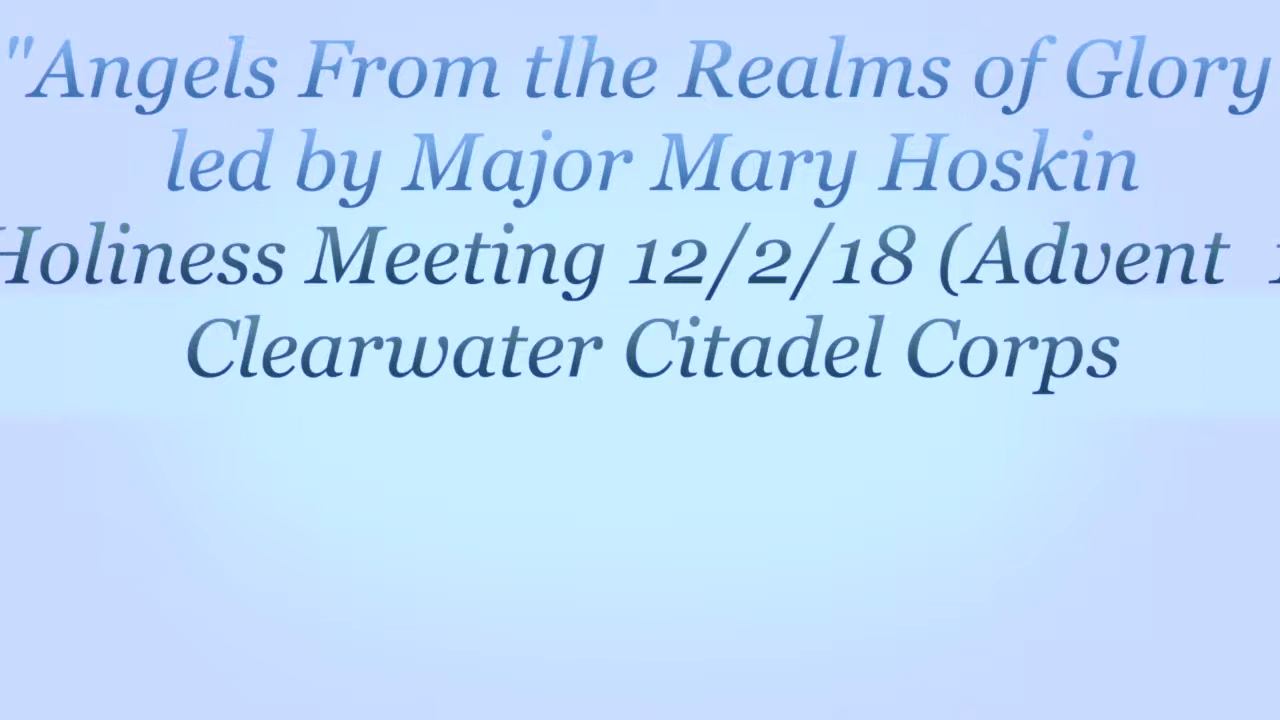 "Angels From tlhe Realms of Glory
led by Major Mary Hoskin
Holiness Meeting 12/2/18 (Advent
Clearwater Citadel Corps